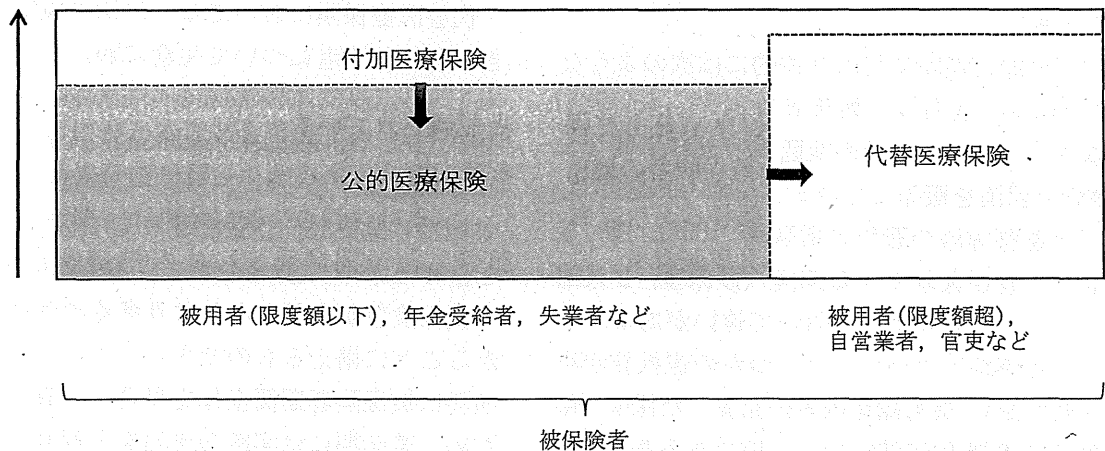 付加医療保険
代替医療保険
公的医療保険
被用者(限度額以下),年金受給者,失業者など
被用者(限度額超),
自営業者,官吏など
被保険者